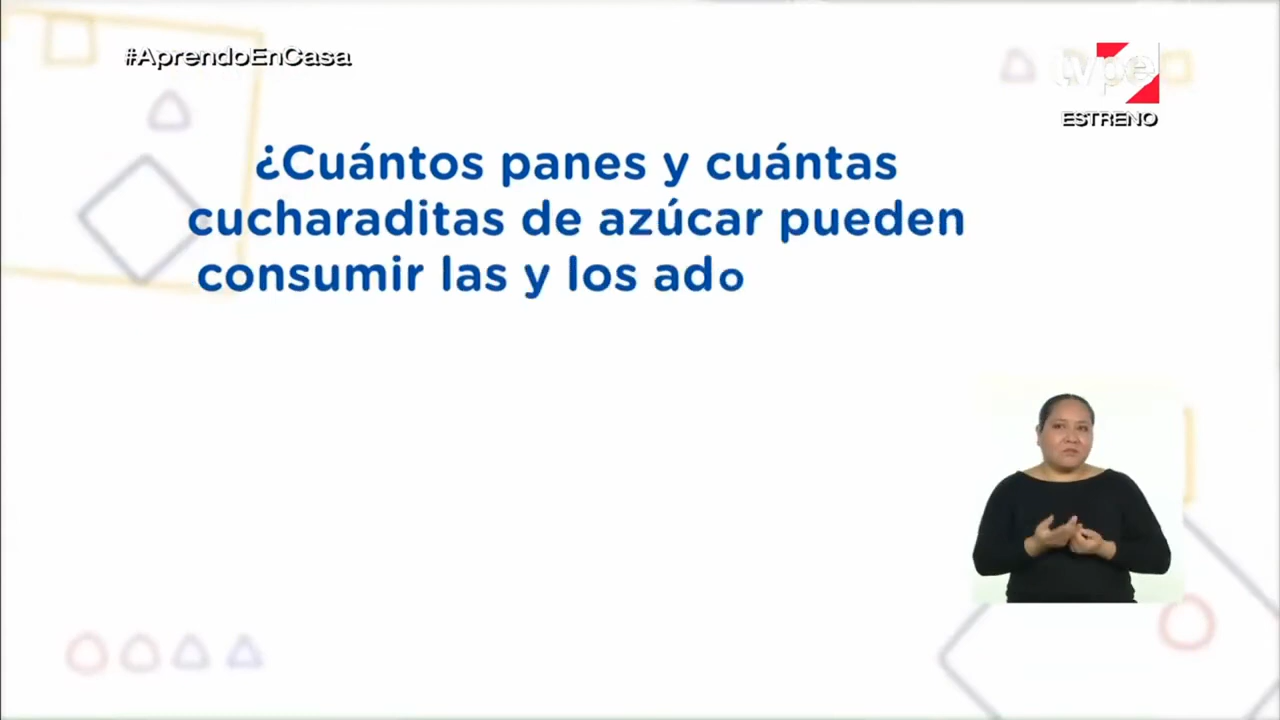 #AprendoEnCasa
tvpe
ESTRENO
¿Cuántos panes y cuántas
cucharaditas de azúcar pueden
consumir las y los ado